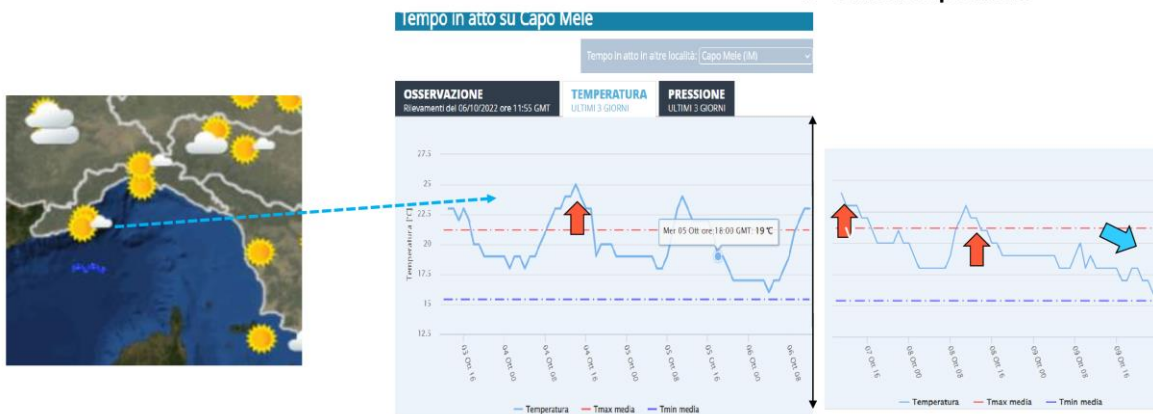 Tempo in atto su Capo Mele
Tempo in atto in altre località: Capo Mele (IM)
OSSERVAZIONE
Rilevamenti del 06/10/2022 ore 11:55 GMT
TEMPERATURA
ULTIMI 3 GIORNI
PRESSIONE
ULTIMI 3 GIORNI
Temperatura [°C]
27.5
25
22.5
20
17.5
15
12.5
Mer 05 Ott ore:18:00 GMT: 19 °C
03 Ott 16
04 Ott 00
04 Ott 08
04 Ott 16
05 Ott 00
05 Ott 08
05 Ott 16
06 Ott 00
06 Ott 08
Temperatura
Tmax media
Tmin media
07 Ott 16
08 Ott 00
08 Ott 08
08 Ott 16
09 Ott 00
09 Ott 08
09 Ott 16
Temperatura
Tmax media
Tmin media